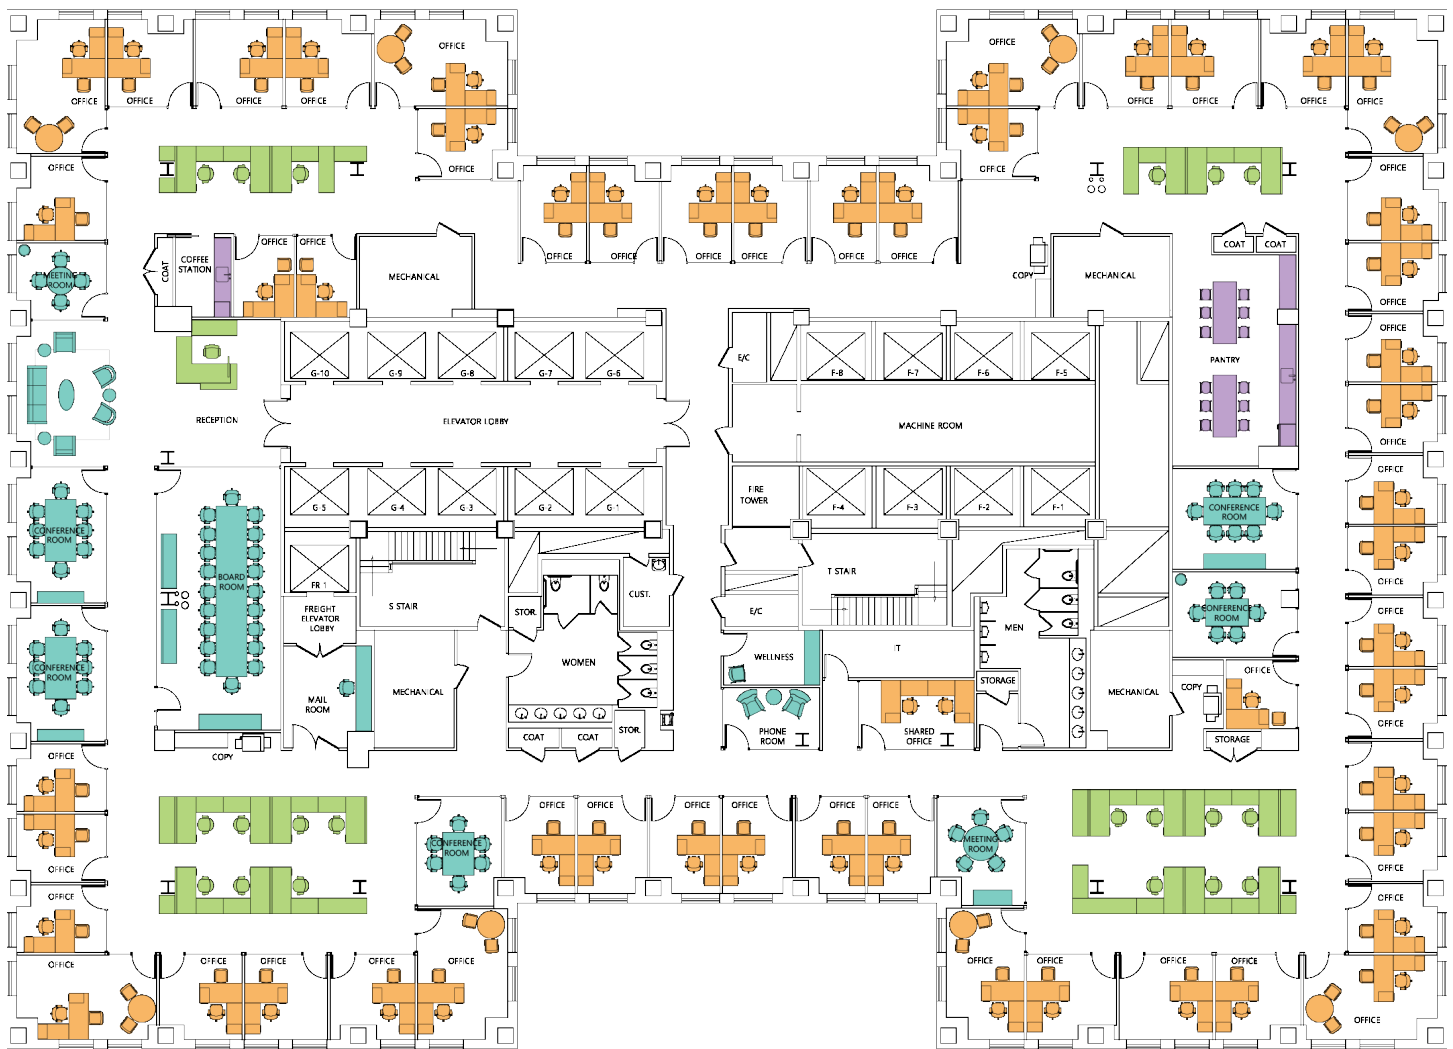 OFFICE
OFFICE
OFFICE
OFFICE
OFFICE
OFFICE
OFFICE
OFFICE
OFFICE
OFFICE
OFFICE
OFFICE
OFFICE
OFFICE
COAT
COFFEE
STATION
OFFICE
OFFICE
MECHANICAL
OFFICE
OFFICE
OFFICE
OFFICE
OFFICE
OFFICE
COPY
MECHANICAL
COAT
COAT
OFFICE
OFFICE
MEETING
ROOM
G-10
G-9
G-8
G-7
G-6
E/C
F-8
F-7
F-6
F-5
PANTRY
OFFICE
OFFICE
RECEPTION
ELEVATOR LOBBY
MACHINE ROOM
OFFICE
G-5
G-4
G-3
G-2
G-1
FIRE
TOWER
F-4
F-3
F-2
F-1
CONFERENCE
ROOM
CONFERENCE
ROOM
BOARD
ROOM
FR 1
T STAIR
OFFICE
OFFICE
FREIGHT
ELEVATOR
LOBBY
S STAIR
STOR.
CUST.
E/C
MEN
CONFERENCE
ROOM
CONFERENCE
ROOM
WOMEN
WELLNESS
IT
STORAGE
MAIL
ROOM
MECHANICAL
MECHANICAL
COPY
OFFICE
COAT
COAT
STOR.
PHONE
ROOM
SHARED
OFFICE
STORAGE
OFFICE
COPY
OFFICE
OFFICE
OFFICE
OFFICE
OFFICE
OFFICE
OFFICE
OFFICE
CONFERENCE
ROOM
MEETING
ROOM
OFFICE
OFFICE
OFFICE
OFFICE
OFFICE
OFFICE
OFFICE
OFFICE
OFFICE
OFFICE
OFFICE
OFFICE
OFFICE